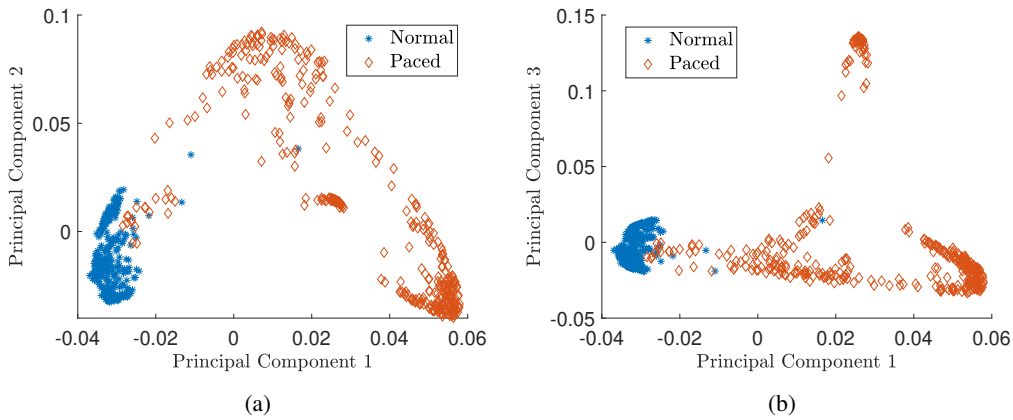 0.1
0.05
0
-0.04
-0.02
0
0.02
0.04
0.06
Principal Component 1
Principal Component 2
Normal
Paced
(a)
0.15
0.1
0.05
0
-0.05
-0.04
-0.02
0
0.02
0.04
0.06
Principal Component 1
Principal Component 3
Normal
Paced
(b)